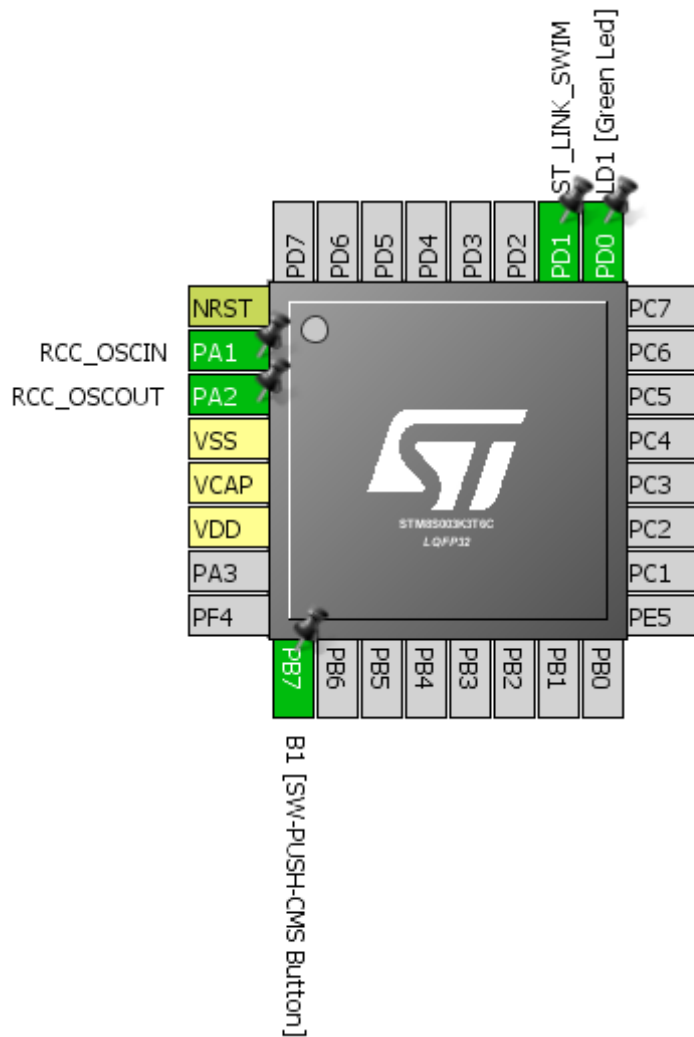 ST_LINK_SWIM
LD1 [Green Led]
PD7
PD6
PD5
PD4
PD3
PD2
PD1
PD0
NRST
RCC_OSCIN
PA1
RCC_OSCOUT
PA2
VSS
VCAP
VDD
PA3
PF4
ST
STM8S003K3T6C
LQFP32
PC7
PC6
PC5
PC4
PC3
PC2
PC1
PE5
PB7
PB6
PB5
PB4
PB3
PB2
PB1
PB0
B1 [SW-PUSH-CMS Button]